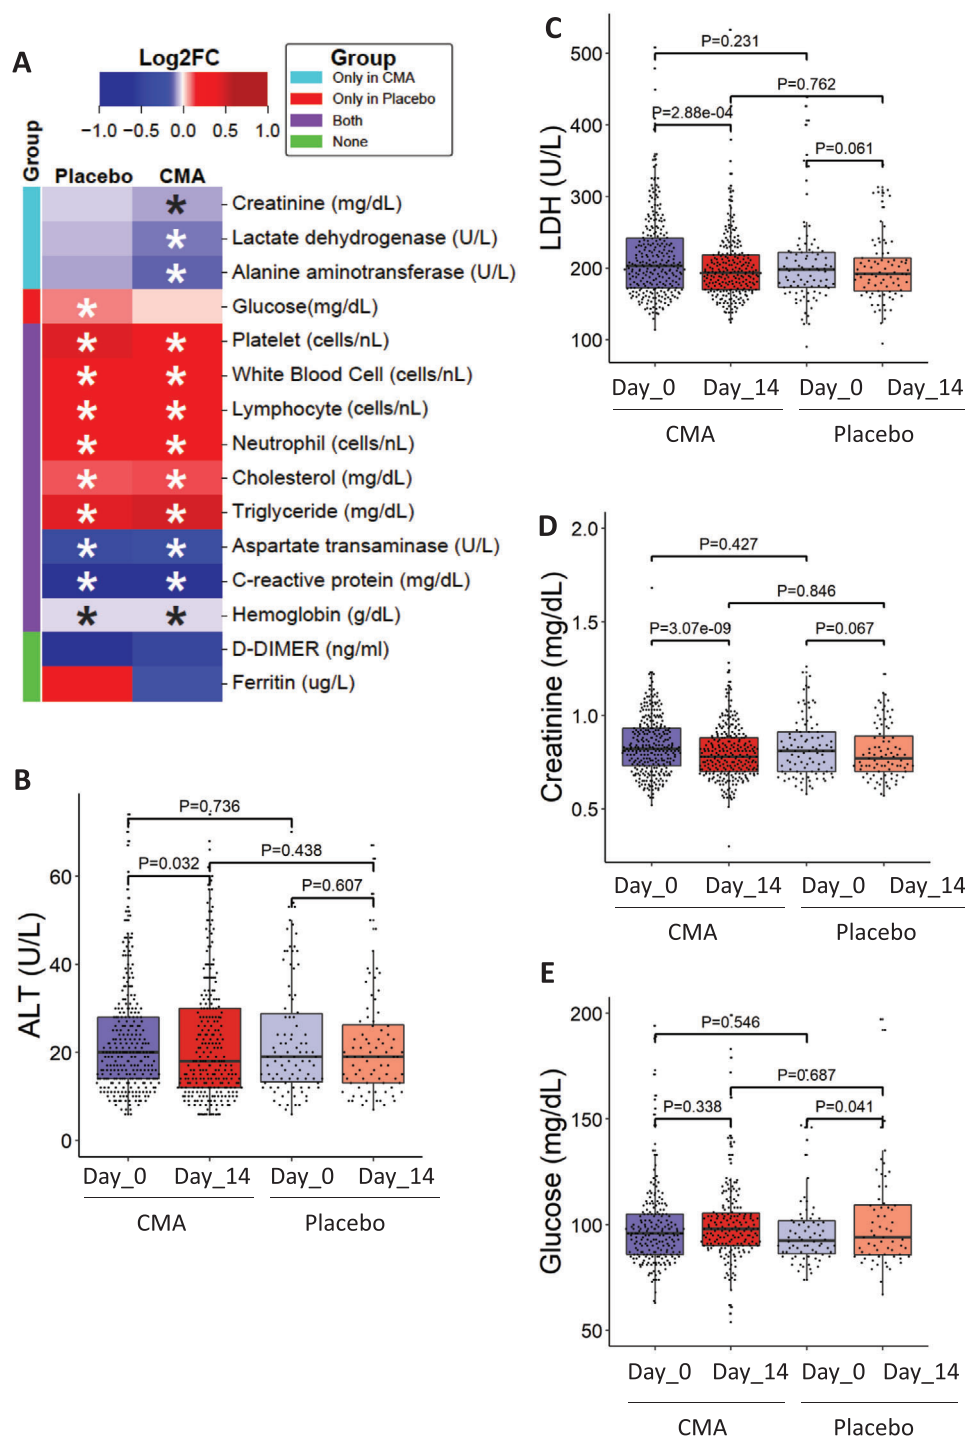 A
Log2FC
−1.0 −0.5 0.0 0.5 1.0
Group
Only in CMA
Only in Placebo
Both
None
Group
Placebo CMA
* Creatinine (mg/dL)
* Lactate dehydrogenase (U/L)
* Alanine aminotransferase (U/L)
* Glucose(mg/dL)
* * Platelet (cells/nL)
* * White Blood Cell (cells/nL)
* * Lymphocyte (cells/nL)
* * Neutrophil (cells/nL)
* * Cholesterol (mg/dL)
* * Triglyceride (mg/dL)
* * Aspartate transaminase (U/L)
* * C-reactive protein (mg/dL)
* * Hemoglobin (g/dL)
D-DIMER (ng/ml)
Ferritin (ug/L)
B
ALT (U/L)
60
40
20
0
P=0.736
P=0.032
P=0.438
P=0.607
Day_0 Day_14 Day_0 Day_14
CMA Placebo
C
LDH (U/L)
500
400
300
200
100
P=0.231
P=0.762
P=2.88e-04
P=0.061
Day_0 Day_14 Day_0 Day_14
CMA Placebo
D
Creatinine (mg/dL)
2.0
1.5
1.0
0.5
P=0.427
P=0.846
P=3.07e-09
P=0.067
Day_0 Day_14 Day_0 Day_14
CMA Placebo
E
Glucose (mg/dL)
200
150
100
50
P=0.546
P=0.687
P=0.338
P=0.041
Day_0 Day_14 Day_0 Day_14
CMA Placebo